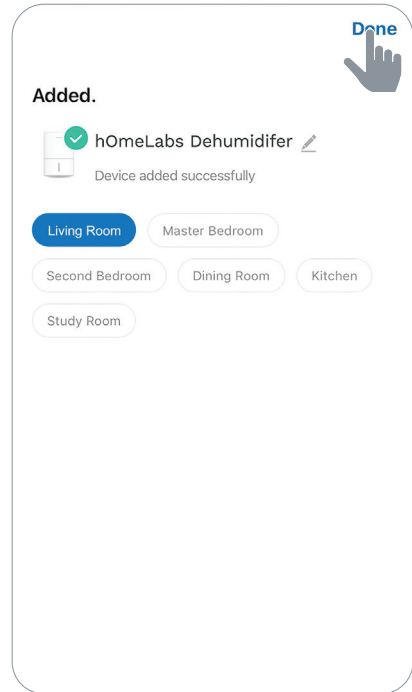 Done
Added.
hOmeLabs Dehumidifer
Device added successfully
Living Room Master Bedroom
Second Bedroom Dining Room Kitchen
Study Room